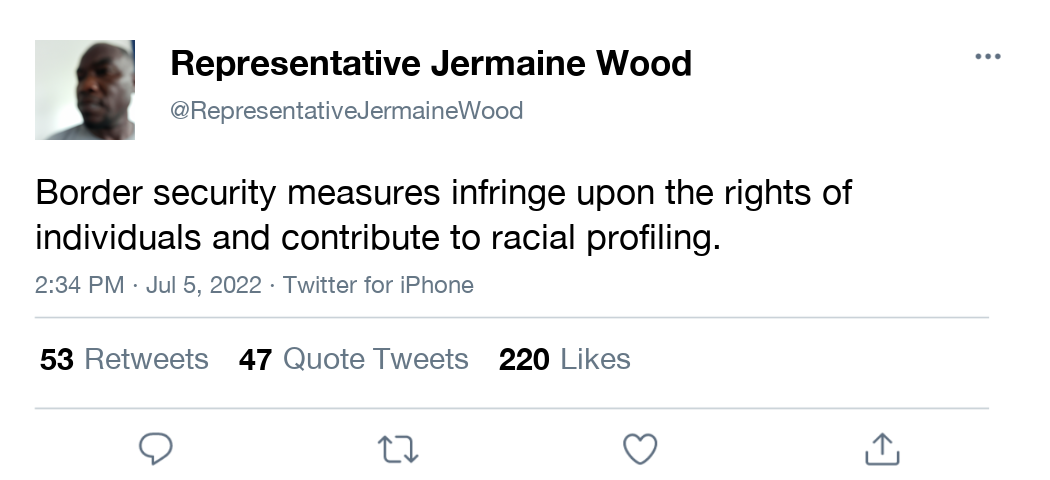 Representative Jermaine Wood
@RepresentativeJermaineWood
Border security measures infringe upon the rights of
individuals and contribute to racial profiling.
2:34 PM · Jul 5, 2022 · Twitter for iPhone
53 Retweets 47 Quote Tweets 220 Likes